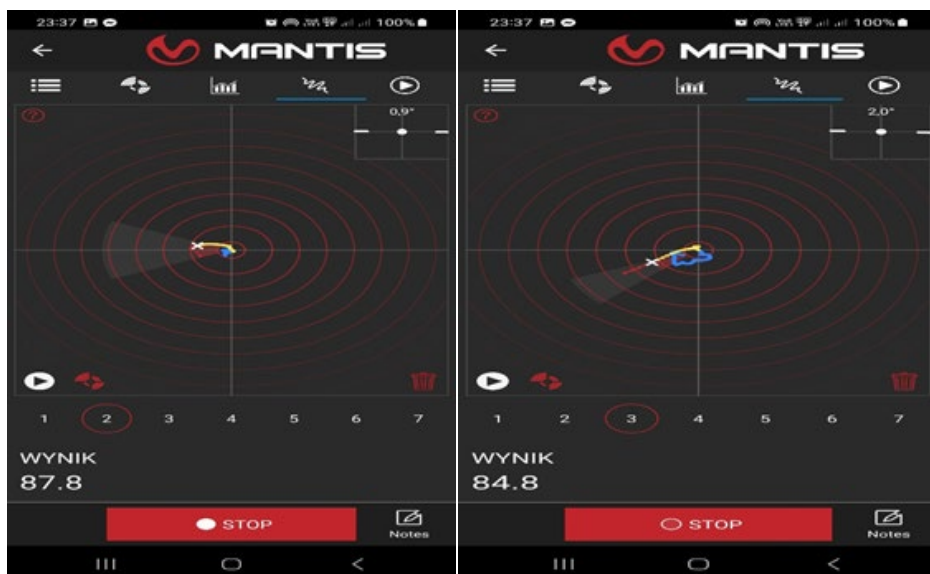 23:37 100%
MANTIS
0,9°
1 2 3 4 5 6 7
WYNIK
87.8
STOP
Notes
23:37 100%
MANTIS
2,0°
1 2 3 4 5 6 7
WYNIK
84.8
STOP
Notes